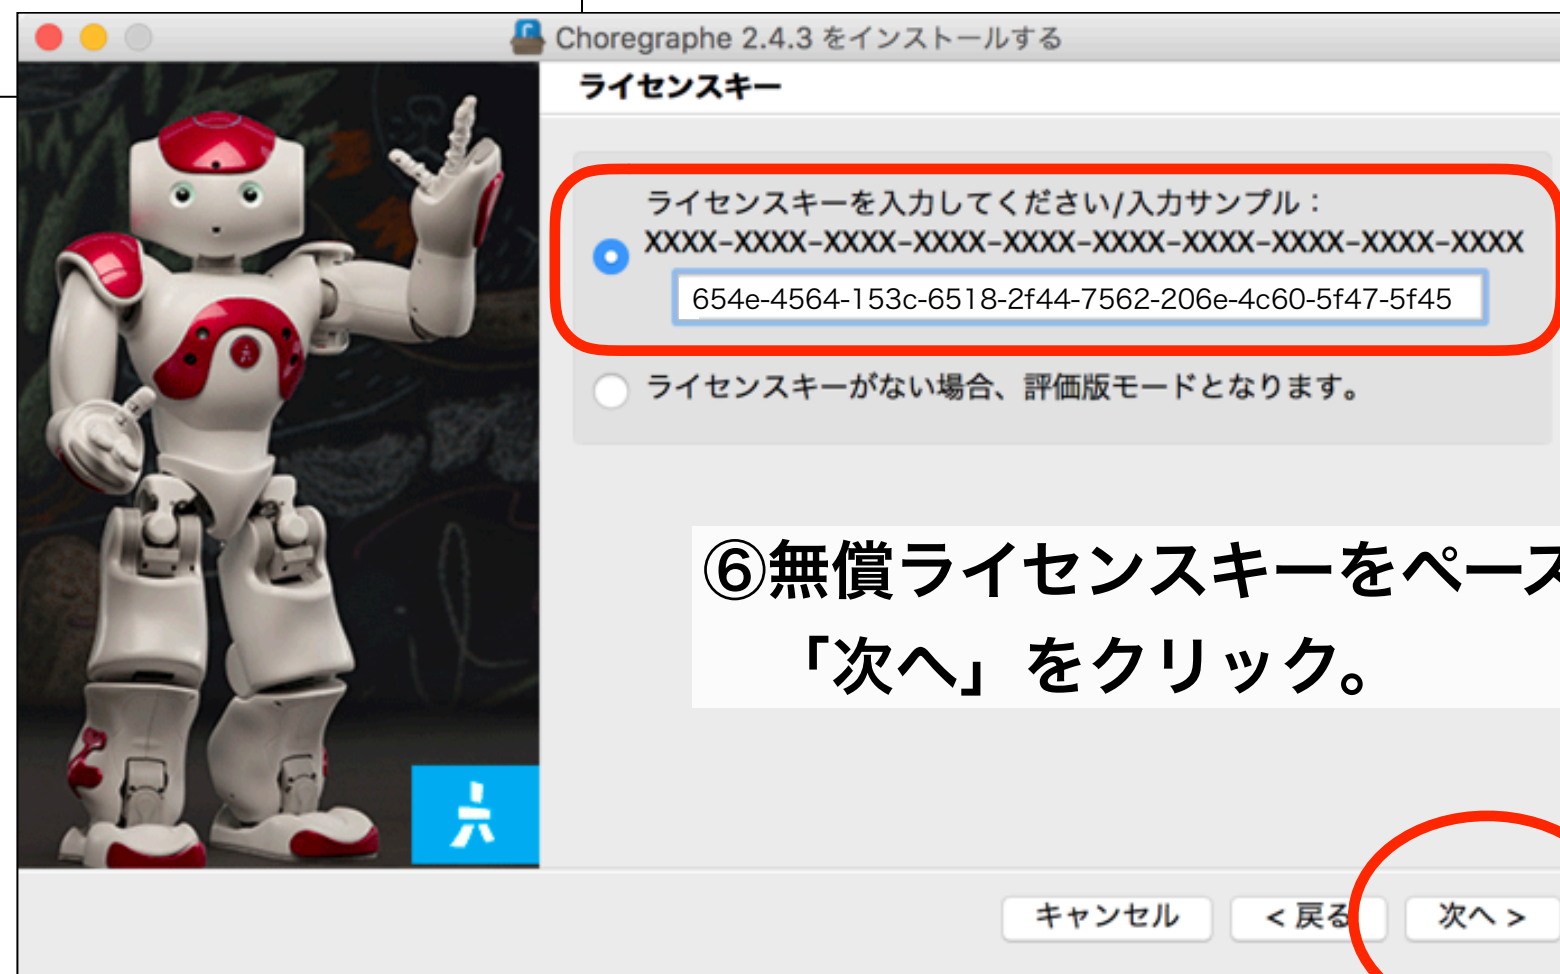 Choregraphe 2.4.3 をインストールする
ライセンスキー
ライセンスキーを入力してください/入力サンプル：
XXXX-XXXX-XXXX-XXXX-XXXX-XXXX-XXXX-XXXX-XXXX-XXXX
654e-4564-153c-6518-2f44-7562-206e-4c60-5f47-5f45
ライセンスキーがない場合、評価版モードとなります。
⑥無償ライセンスキーをペース
「次へ」をクリック。
キャンセル
< 戻る
次へ >